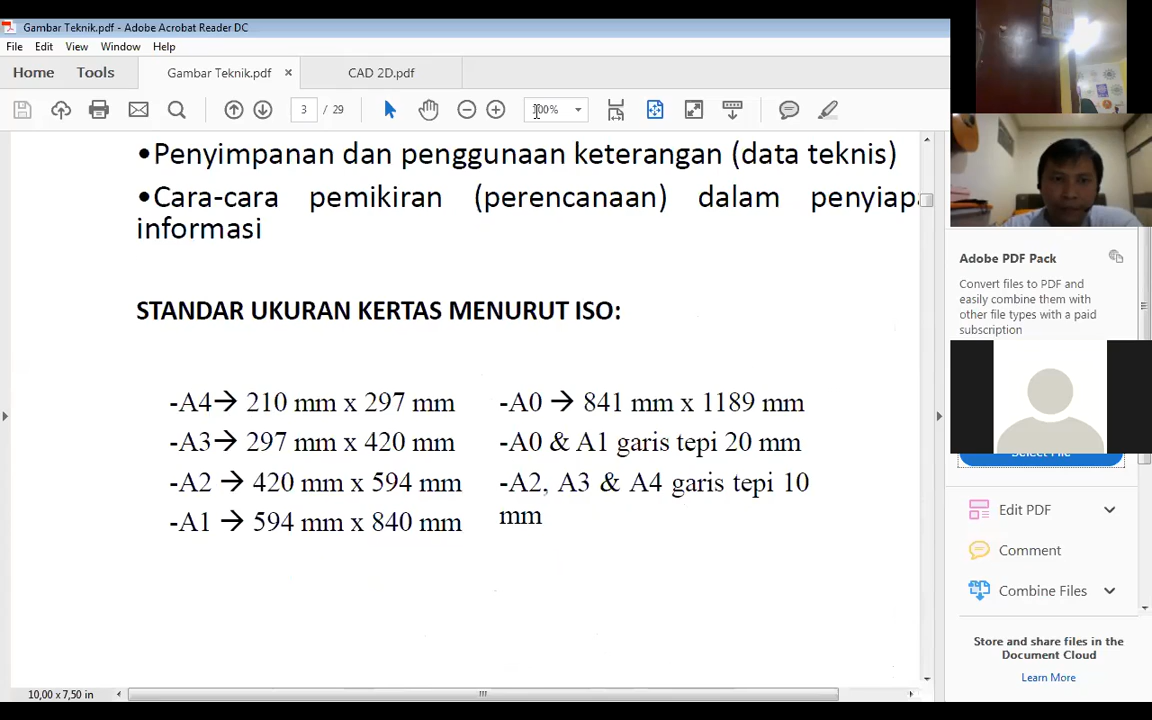 Gambar Teknik.pdf - Adobe Acrobat Reader DC
File Edit View Window Help
Home Tools Gambar Teknik.pdf × CAD 2D.pdf
3 / 29 100%
•Penyimpanan dan penggunaan keterangan (data teknis)
•Cara-cara pemikiran (perencanaan) dalam penyiapa
informasi
STANDAR UKURAN KERTAS MENURUT ISO:
-A4→ 210 mm x 297 mm
-A3→ 297 mm x 420 mm
-A2 → 420 mm x 594 mm
-A1 → 594 mm x 840 mm
-A0 → 841 mm x 1189 mm
-A0 & A1 garis tepi 20 mm
-A2, A3 & A4 garis tepi 10
mm
10,00 x 7,50 in
Adobe PDF Pack
Convert files to PDF and
easily combine them with
other file types with a paid
subscription
Select File
Edit PDF
Comment
Combine Files
Store and share files in the
Document Cloud
Learn More